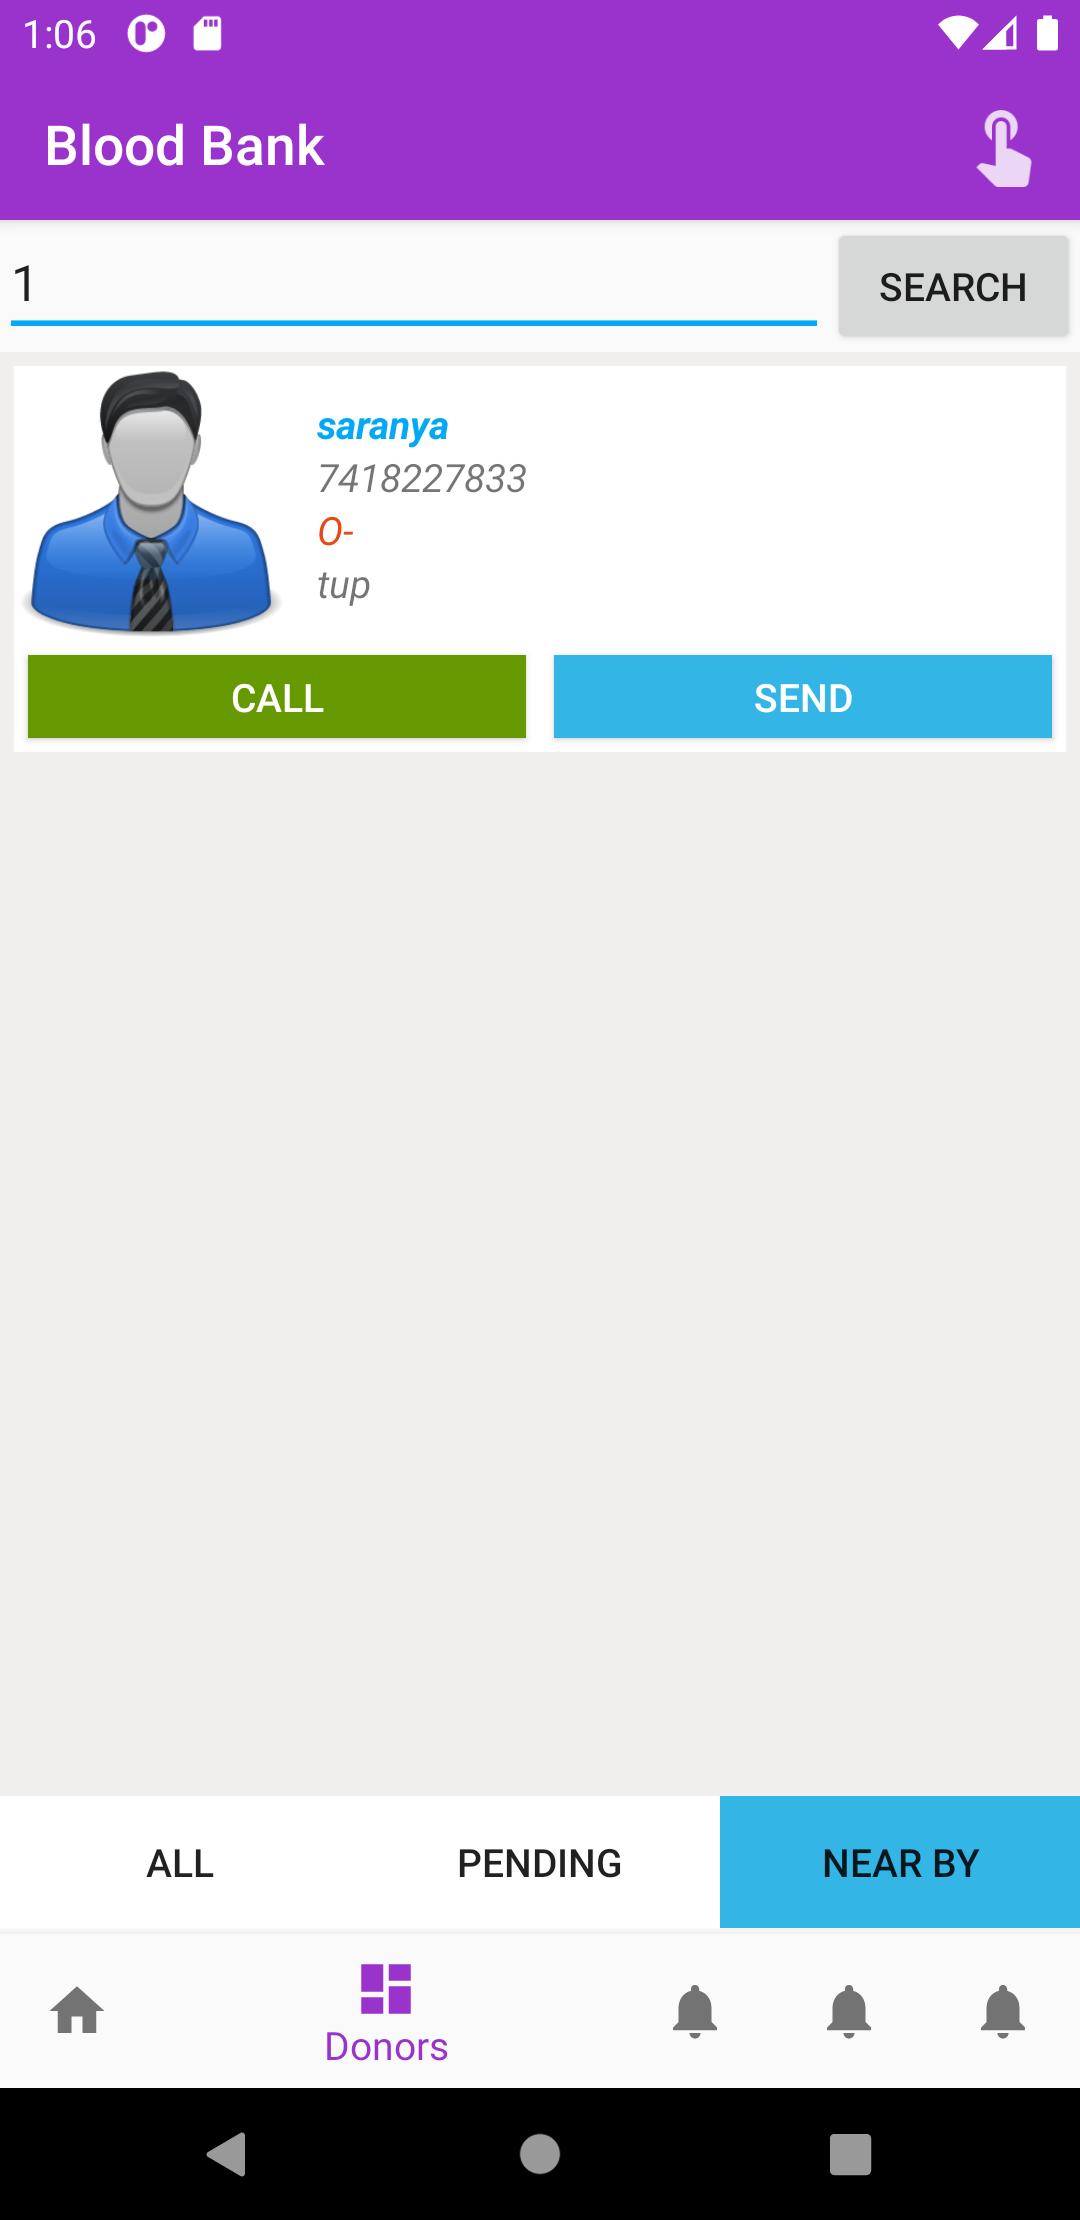 1:06
Blood Bank
1
SEARCH
saranya
7418227833
O-
tup
CALL
SEND
ALL
PENDING
NEAR BY
Donors